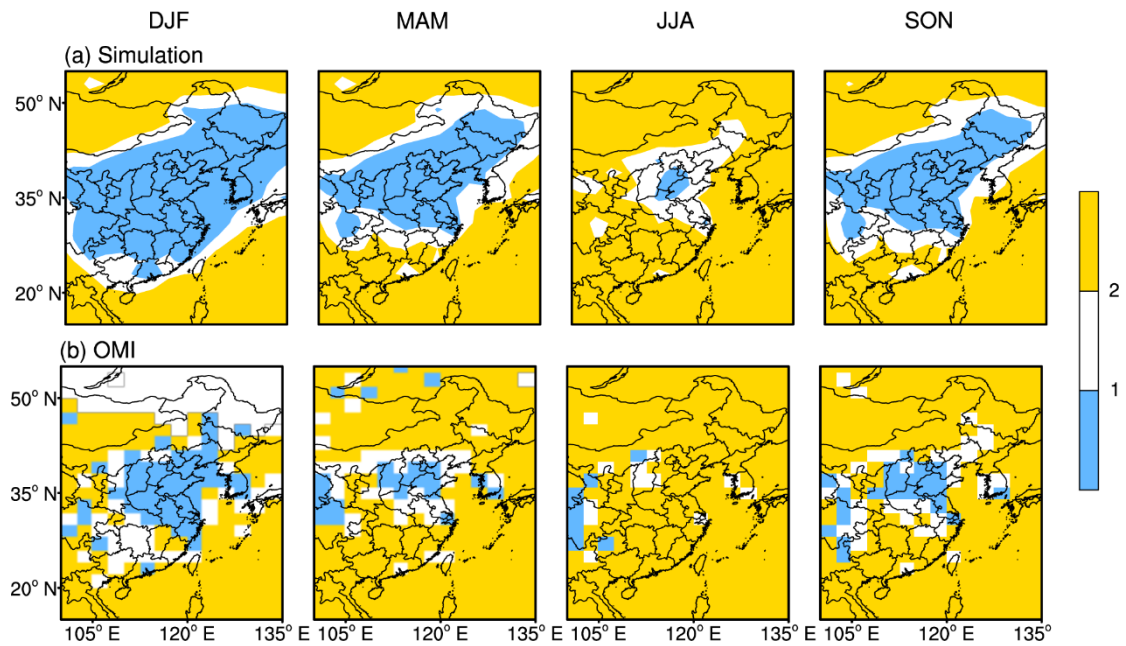 DJF MAM JJA SON
(a) Simulation
50° N
35° N
20° N
2
1
(b) OMI
50° N
35° N
20° N
105° E 120° E 135° E 105° E 120° E 135° E 105° E 120° E 135° E 105° E 120° E 135° E